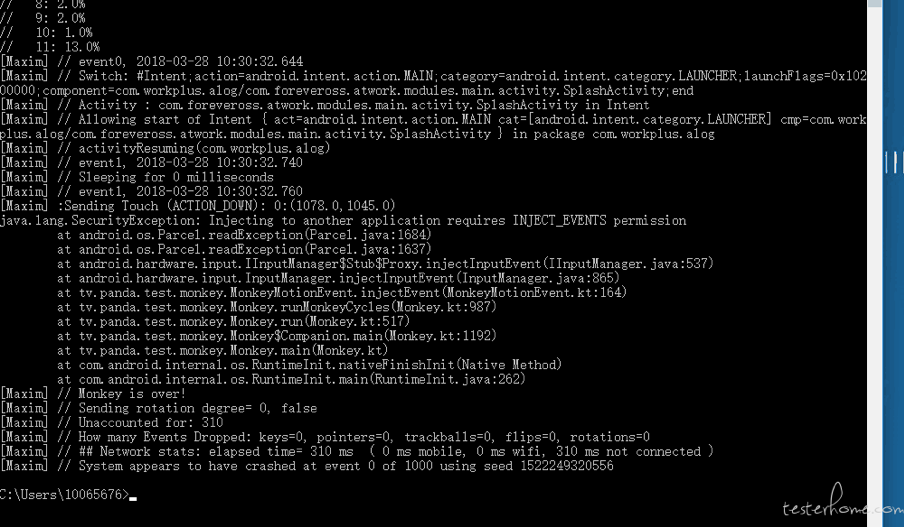 //   8: 2.0%
//   9: 2.0%
//   10: 1.0%
//   11: 13.0%
[Maxim] // event0, 2018-03-28 10:30:32.644
[Maxim] // Switch: #Intent;action=android.intent.action.MAIN;category=android.intent.category.LAUNCHER;launchFlags=0x102
00000;component=com.workplus.alog/com.foreveross.atwork.modules.main.activity.SplashActivity;end
[Maxim] // Activity : com.foreveross.atwork.modules.main.activity.SplashActivity in Intent
[Maxim] // Allowing start of Intent { act=android.intent.action.MAIN cat=[android.intent.category.LAUNCHER] cmp=com.work
plus.alog/com.foreveross.atwork.modules.main.activity.SplashActivity } in package com.workplus.alog
[Maxim] // activityResuming(com.workplus.alog)
[Maxim] // event1, 2018-03-28 10:30:32.740
[Maxim] // Sleeping for 0 milliseconds
[Maxim] // event1, 2018-03-28 10:30:32.760
[Maxim] :Sending Touch (ACTION_DOWN): 0:(1078.0,1045.0)
java.lang.SecurityException: Injecting to another application requires INJECT_EVENTS permission
        at android.os.Parcel.readException(Parcel.java:1684)
        at android.os.Parcel.readException(Parcel.java:1637)
        at android.hardware.input.IInputManager$Stub$Proxy.injectInputEvent(IInputManager.java:537)
        at android.hardware.input.InputManager.injectInputEvent(InputManager.java:865)
        at tv.panda.test.monkey.MonkeyMotionEvent.injectEvent(MonkeyMotionEvent.kt:164)
        at tv.panda.test.monkey.Monkey.runMonkeyCycles(Monkey.kt:987)
        at tv.panda.test.monkey.Monkey.run(Monkey.kt:517)
        at tv.panda.test.monkey.Monkey$Companion.main(Monkey.kt:1192)
        at tv.panda.test.monkey.Monkey.main(Monkey.kt)
        at com.android.internal.os.RuntimeInit.nativeFinishInit(Native Method)
        at com.android.internal.os.RuntimeInit.main(RuntimeInit.java:262)
[Maxim] // Monkey is over!
[Maxim] // Sending rotation degree= 0, false
[Maxim] // Unaccounted for: 310
[Maxim] // How many Events Dropped: keys=0, pointers=0, trackballs=0, flips=0, rotations=0
[Maxim] // ## Network stats: elapsed time= 310 ms  ( 0 ms mobile, 0 ms wifi, 310 ms not connected )
[Maxim] // System appears to have crashed at event 0 of 1000 using seed 1522249320556
C:\Users\10065676>
testerhome.com